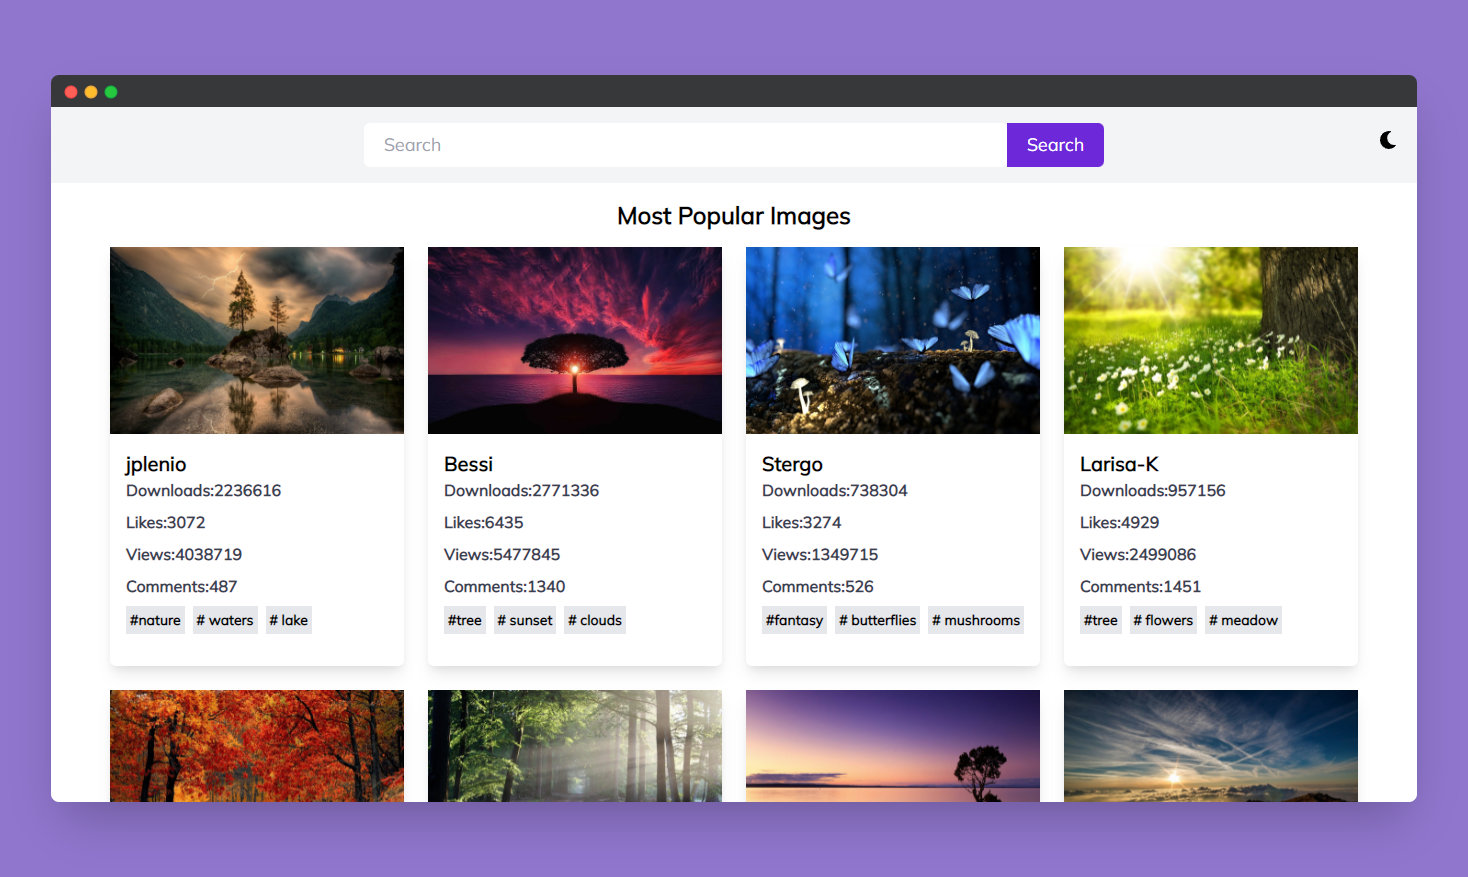 Search
Search
Most Popular Images
jplenio
Downloads:2236616
Likes:3072
Views:4038719
Comments:487
#nature # waters # lake
Bessi
Downloads:2771336
Likes:6435
Views:5477845
Comments:1340
#tree # sunset # clouds
Stergo
Downloads:738304
Likes:3274
Views:1349715
Comments:526
#fantasy # butterflies # mushrooms
Larisa-K
Downloads:957156
Likes:4929
Views:2499086
Comments:1451
#tree # flowers # meadow